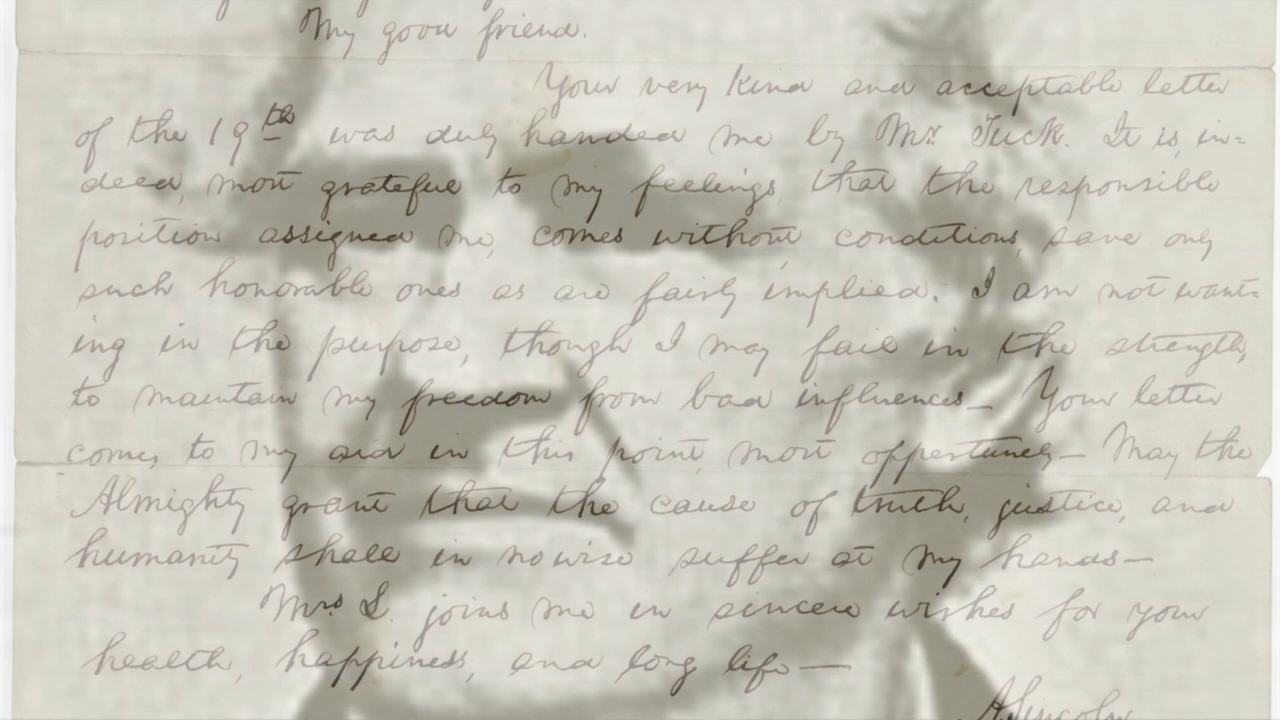 My good friend.
Your very kind and acceptable letter
of the 19th was duly handed me by Mr. Tuck. It is, in=
deed, most grateful to my feelings, that the responsible
position assigned me, comes without conditions, save only
such honorable ones as are fairly implied. I am not want=
ing in the purpose, though I may fail in the strength,
to maintain my freedom from bad influences— Your letter
comes to my aid in this point, most opportunely— May the
Almighty grant that the cause of truth, justice, and
humanity, shall in no wise suffer at my hands—
Mrs L. joins me in sincere wishes for your
health, happiness, and long life—
A. Lincoln